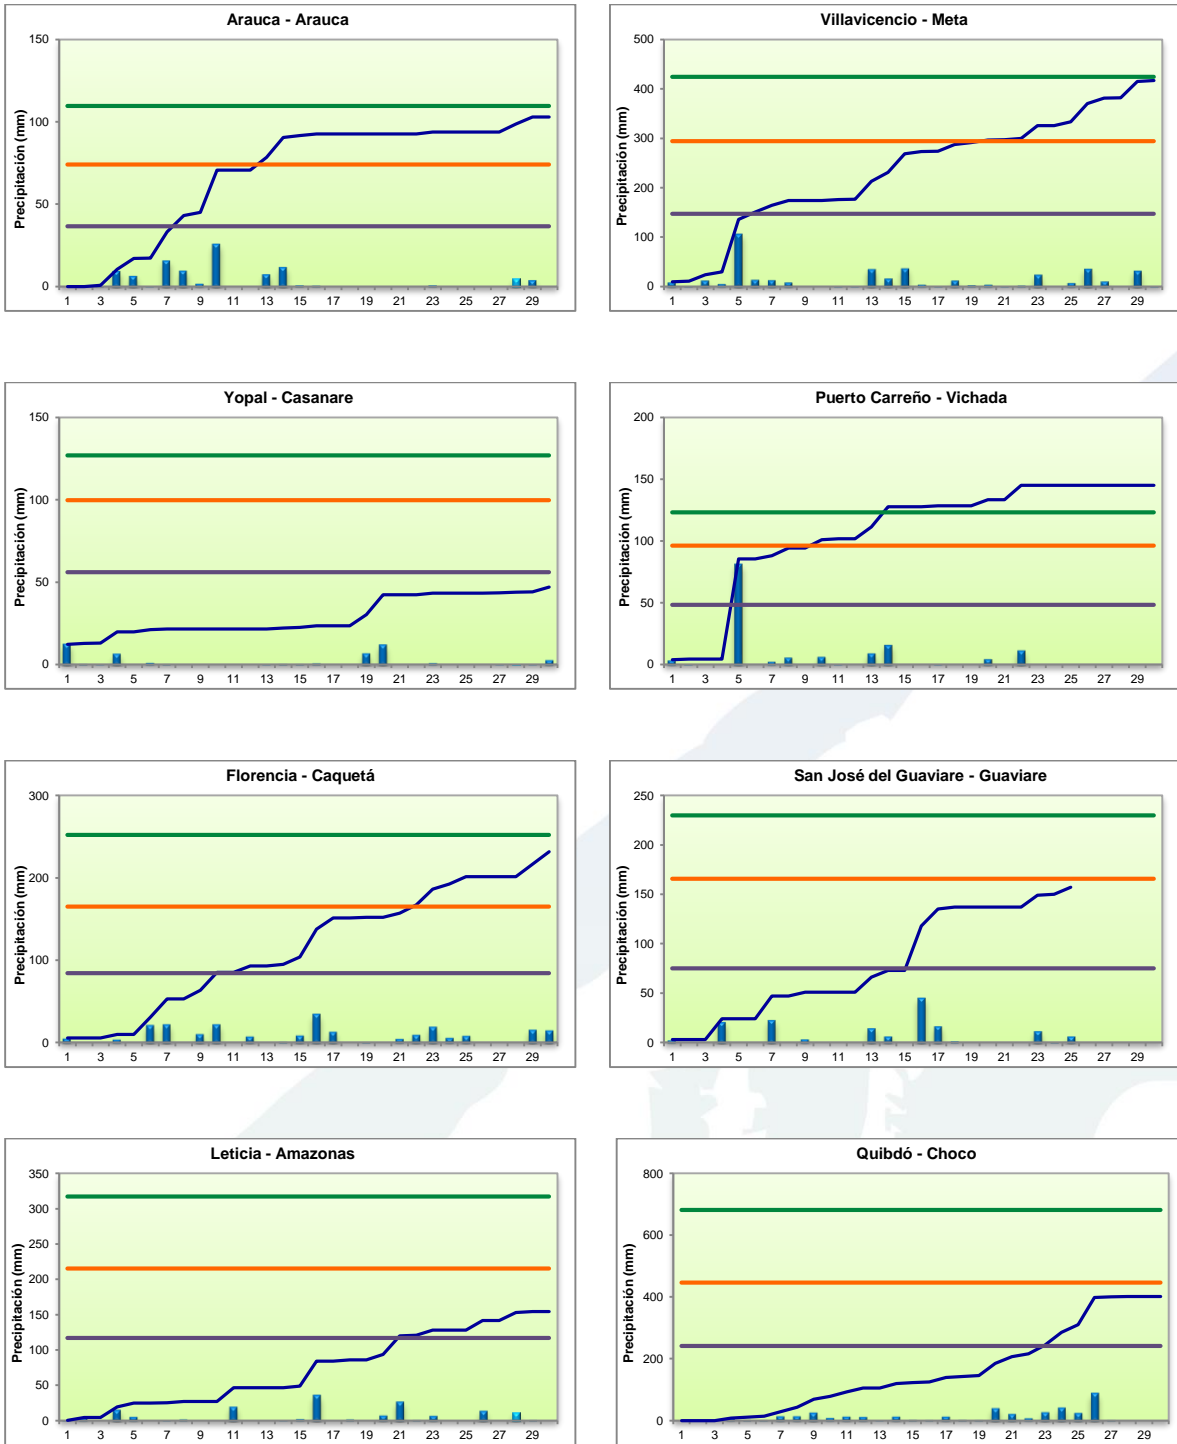 Arauca - Arauca
Precipitación (mm)
150
100
50
0
1 3 5 7 9 11 13 15 17 19 21 23 25 27 29
Villavicencio - Meta
Precipitación (mm)
500
400
300
200
100
0
1 3 5 7 9 11 13 15 17 19 21 23 25 27 29
Yopal - Casanare
Precipitación (mm)
150
100
50
0
1 3 5 7 9 11 13 15 17 19 21 23 25 27 29
Puerto Carreño - Vichada
Precipitación (mm)
200
150
100
50
0
1 3 5 7 9 11 13 15 17 19 21 23 25 27 29
Florencia - Caquetá
Precipitación (mm)
300
200
100
0
1 3 5 7 9 11 13 15 17 19 21 23 25 27 29
San José del Guaviare - Guaviare
Precipitación (mm)
250
200
150
100
50
0
1 3 5 7 9 11 13 15 17 19 21 23 25 27 29
Leticia - Amazonas
Precipitación (mm)
350
300
250
200
150
100
50
0
1 3 5 7 9 11 13 15 17 19 21 23 25 27 29
Quibdó - Choco
Precipitación (mm)
800
600
400
200
0
1 3 5 7 9 11 13 15 17 19 21 23 25 27 29